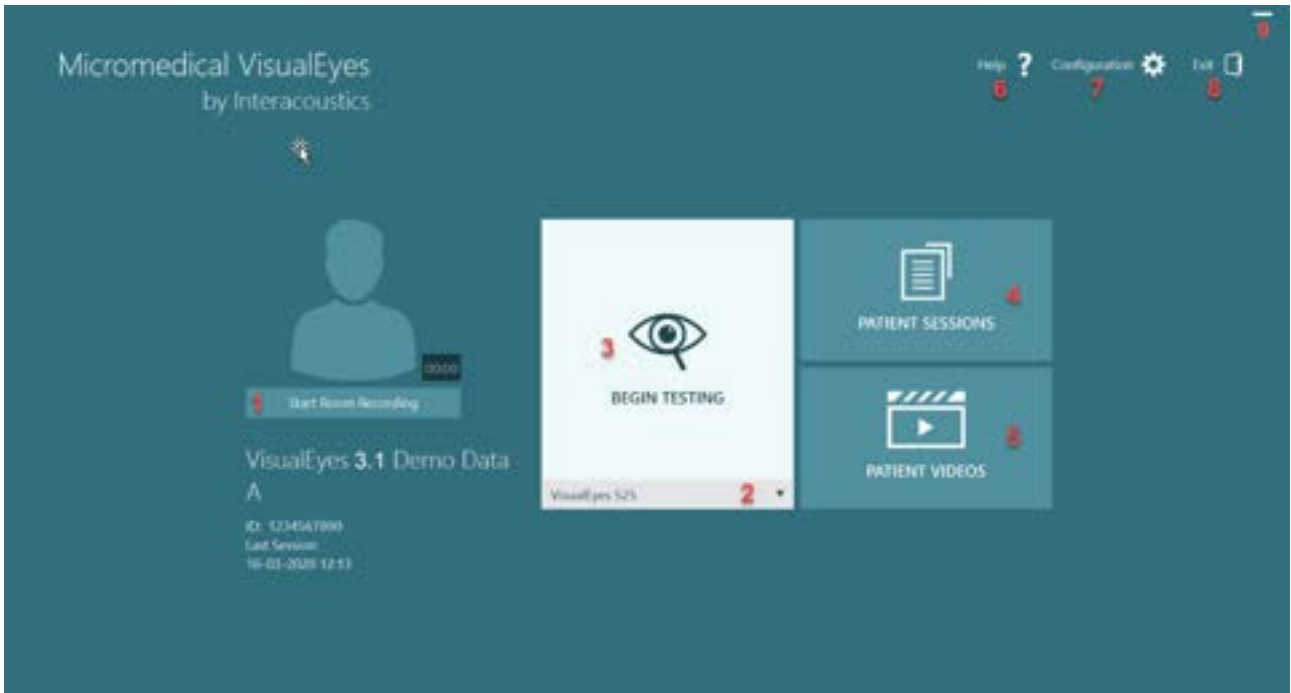 Micromedical VisualEyes
by Interacoustics
9
Help ?
Configuration
Exit
6
7
8
00:00
1 Start Room Recording
VisualEyes 3.1 Demo Data
A
ID: 1234567890
Last Session
16-03-2020 12:13
3
BEGIN TESTING
VisualEyes 525 2
4
PATIENT SESSIONS
5
PATIENT VIDEOS